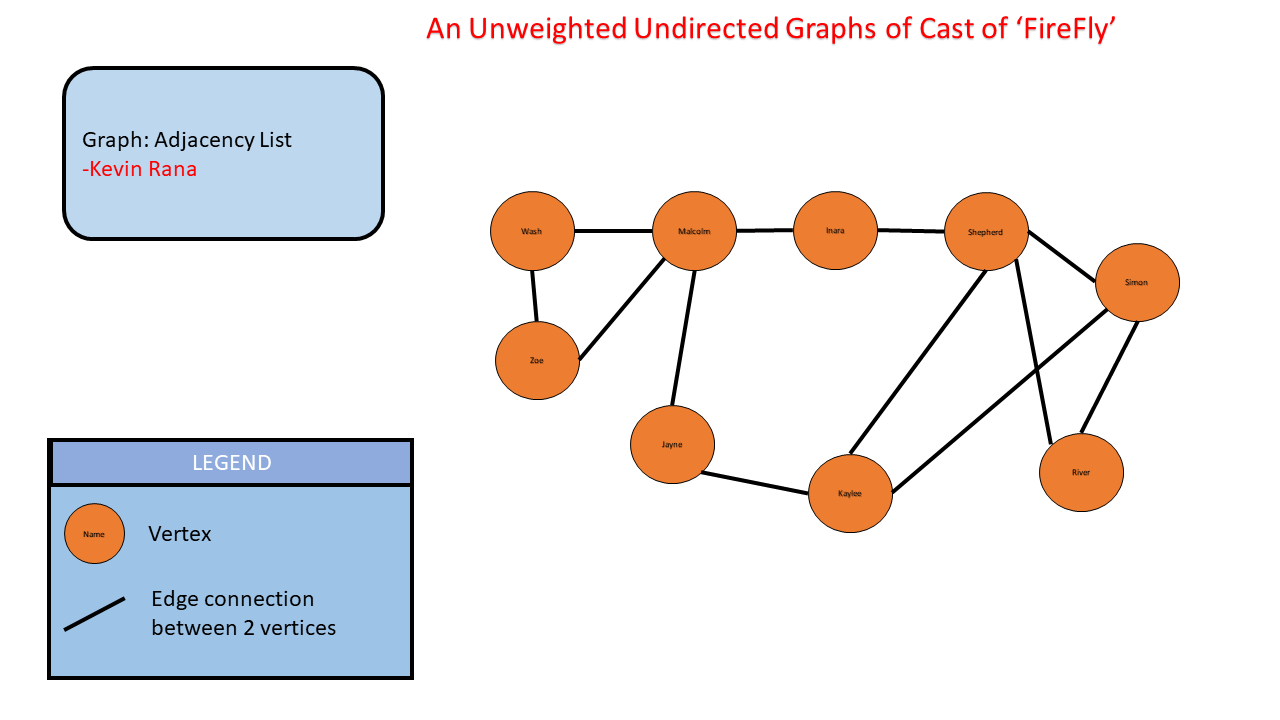 An Unweighted Undirected Graphs of Cast of ‘FireFly’
Graph: Adjacency List
-Kevin Rana
Wash
Malcolm
Inara
Shepherd
Simon
Zoe
Jayne
Kaylee
River
LEGEND
Name
Vertex
Edge connection
between 2 vertices